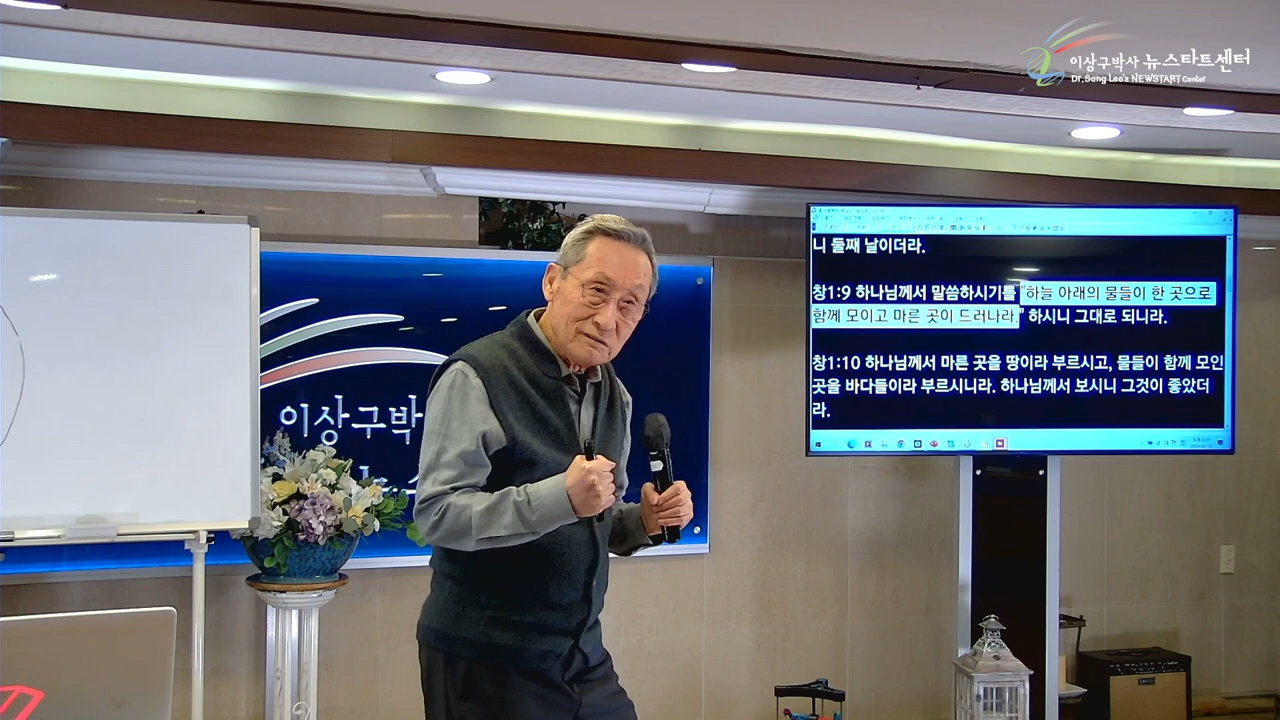 이상구박사 뉴스타트센터
Dr. Sang Lee's NEWSTART Center
니 둘째 날이더라.
창1:9 하나님께서 말씀하시기를 "하늘 아래의 물들이 한 곳으로
함께 모이고 마른 곳이 드러나라." 하시니 그대로 되니라.
창1:10 하나님께서 마른 곳을 땅이라 부르시고, 물들이 함께 모인
곳을 바다들이라 부르시니라. 하나님께서 보시니 그것이 좋았더
라.
이상구박